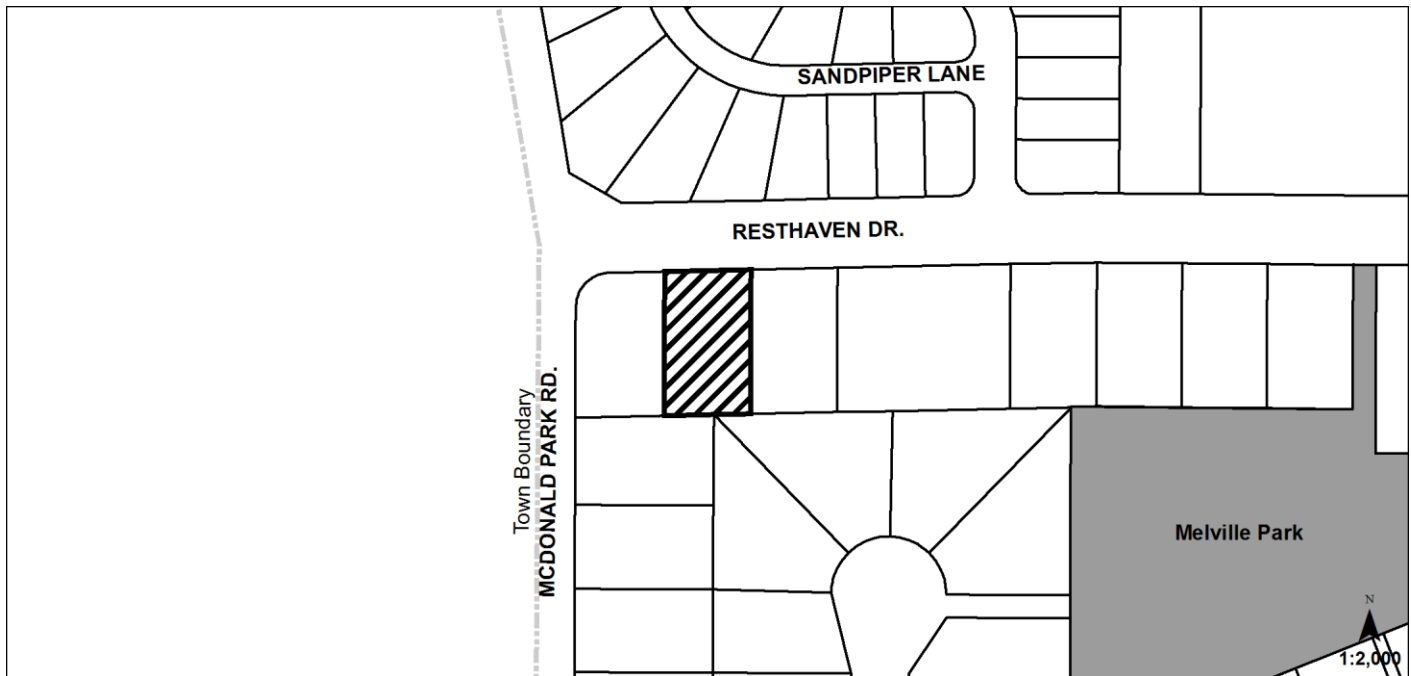 SANDPIPER LANE
RESTHAVEN DR.
Town Boundary
MCDONALD PARK RD.
Melville Park
N
1:2,000